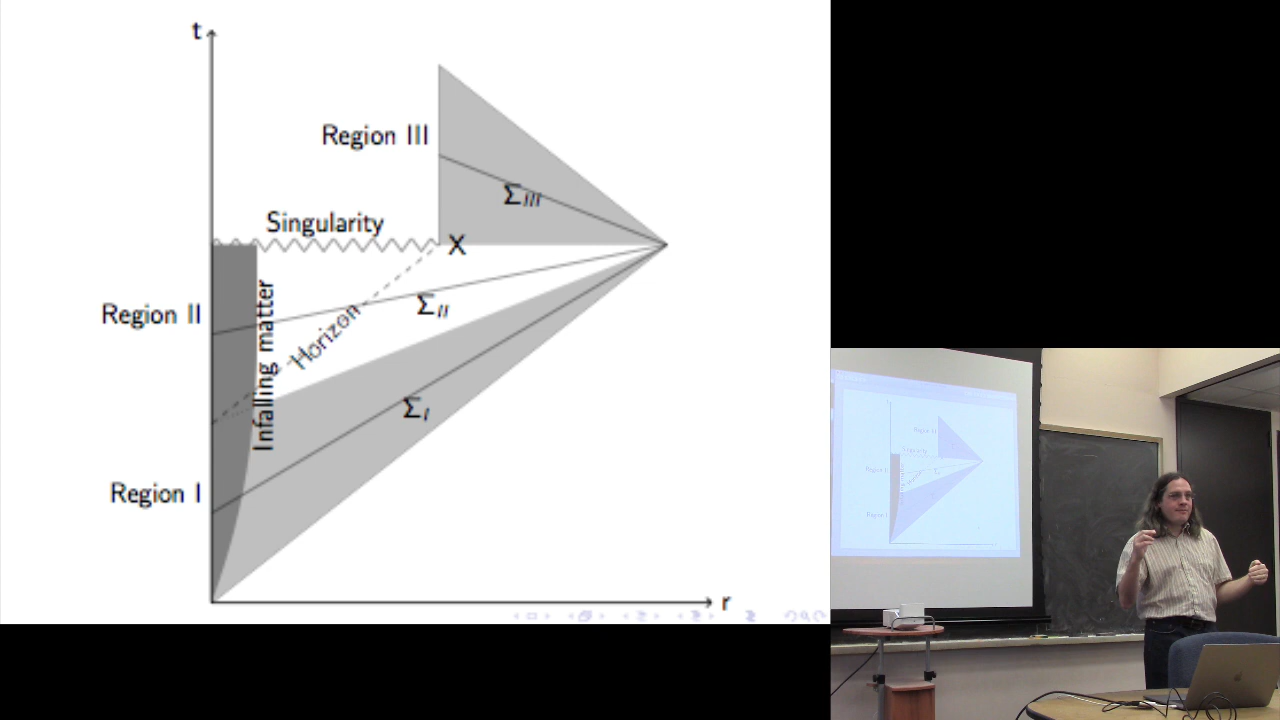 t
Region III
Σ_III
Singularity
X
Region II
Σ_II
Horizon
Infalling matter
Σ_I
Region I
r